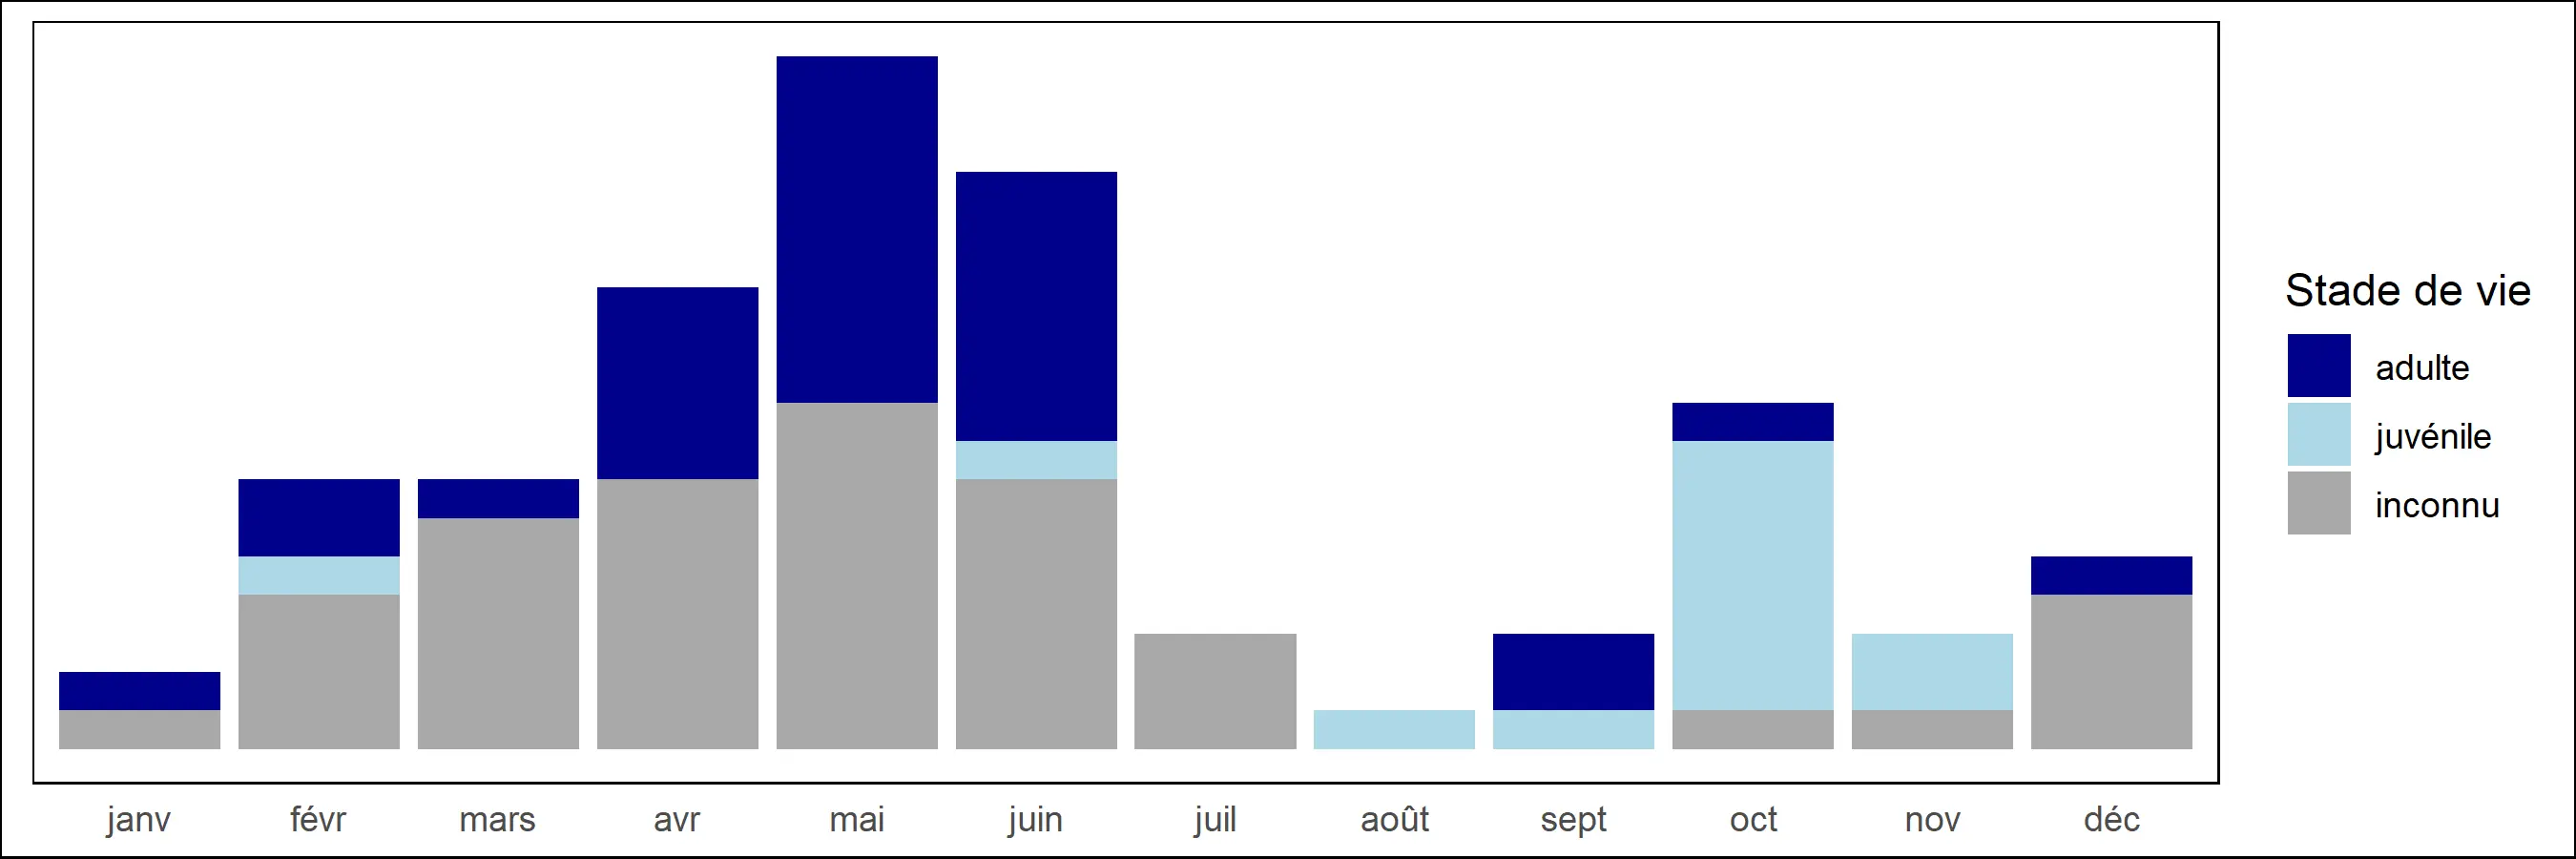 Stade de vie
adulte
juvénile
inconnu
janv févr mars avr mai juin juil août sept oct nov déc